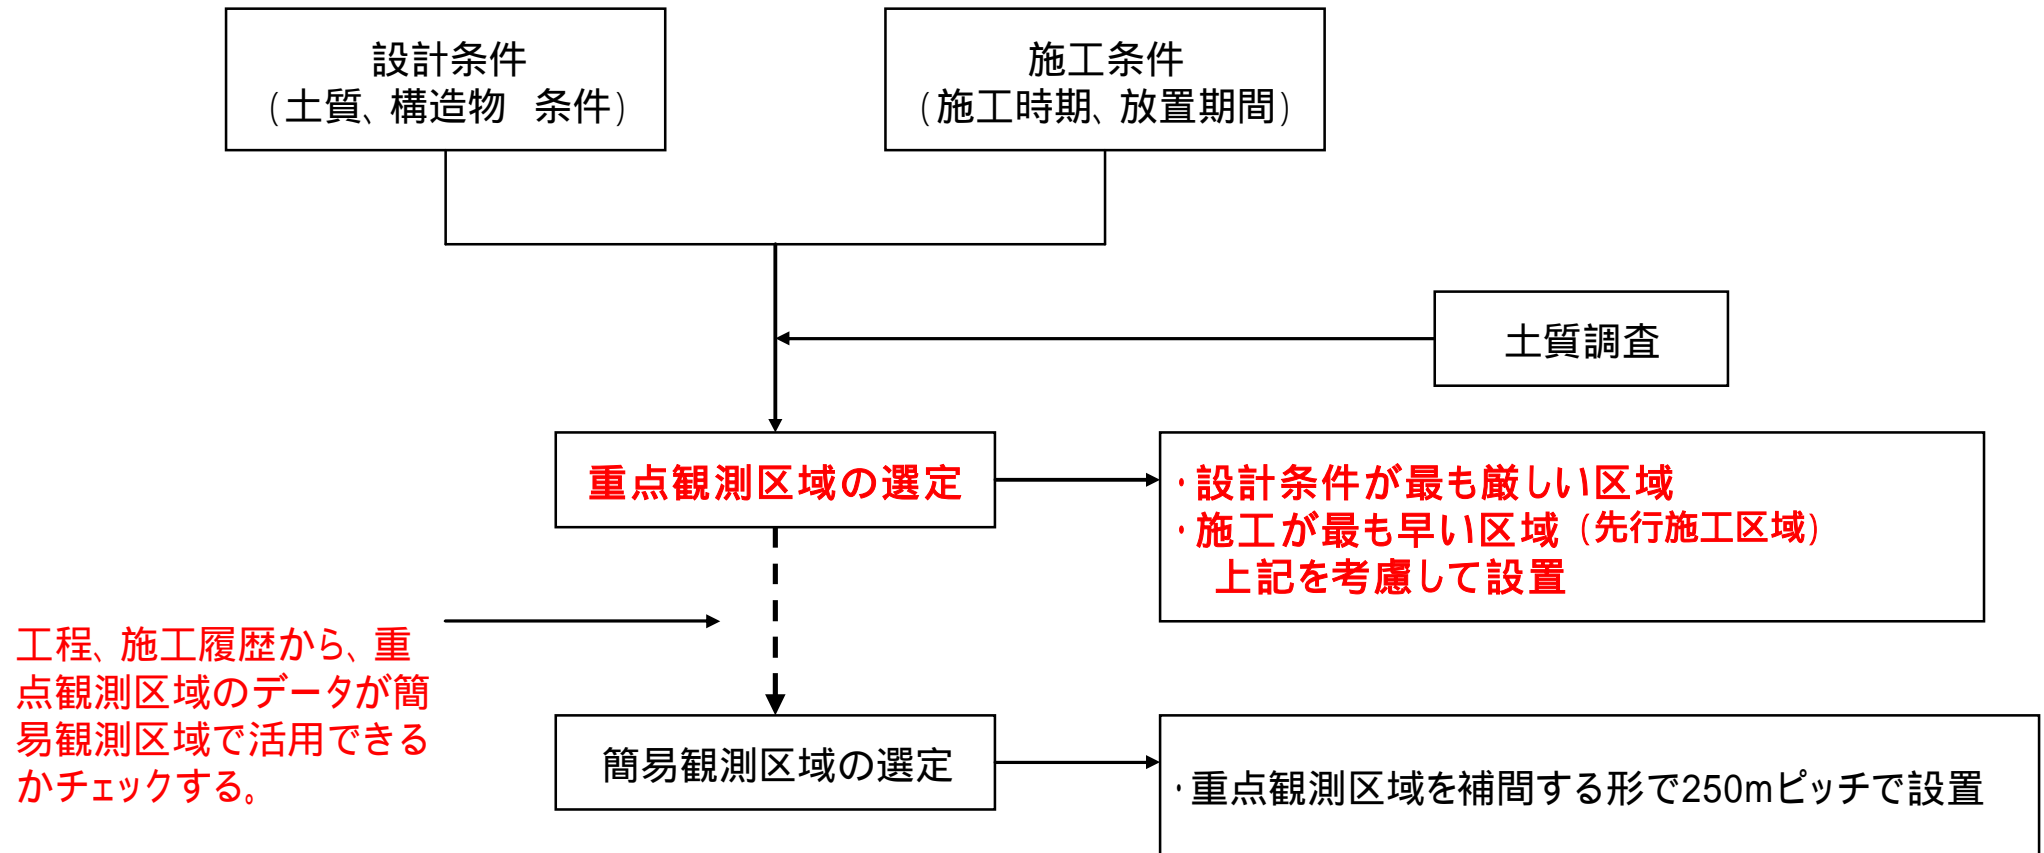 設計条件
(土質、構造物　条件)
施工条件
(施工時期、放置期間)
土質調査
重点観測区域の選定
・設計条件が最も厳しい区域
・施工が最も早い区域(先行施工区域)
上記を考慮して設置
工程、施工履歴から、重
点観測区域のデータが簡
易観測区域で活用できる
かチェックする。
簡易観測区域の選定
・重点観測区域を補間する形で250mピッチで設置